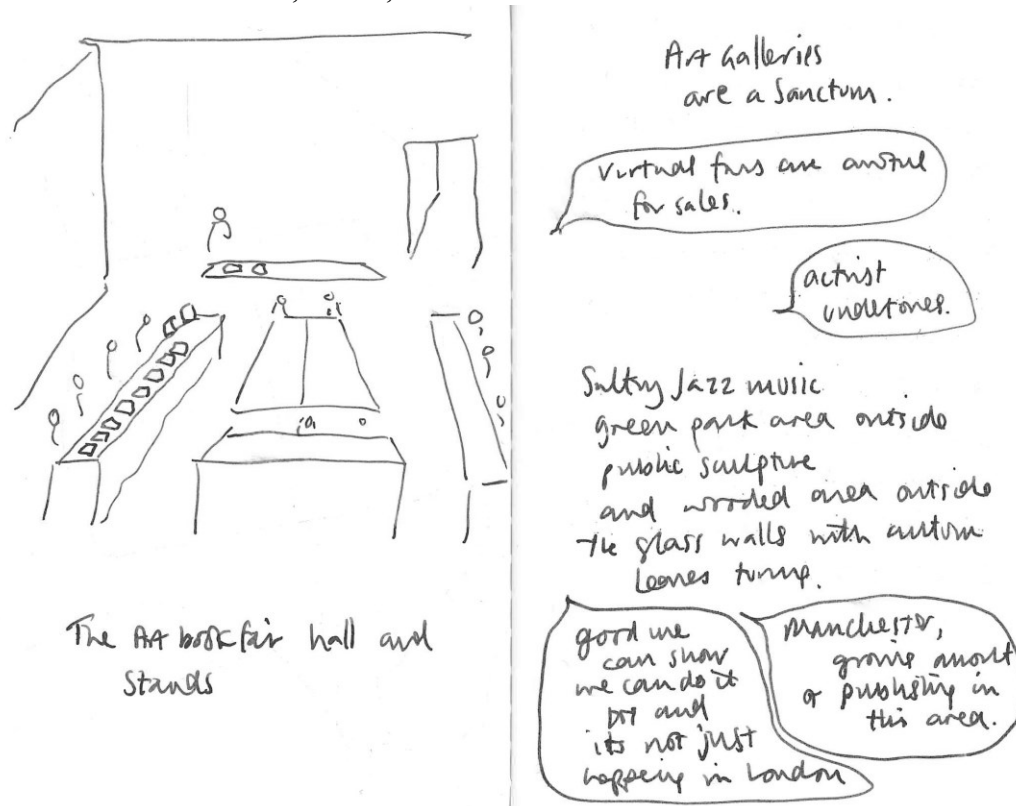 The Art book fair hall and
Stands
Art Galleries
are a Sanctum.
Virtual fairs are awful
for sales.
activist
undertones.
Sultry Jazz music
green park area outside
public sculpture
and wooded area outside
the glass walls with autumn
leaves turning.
good we
can show
we can do it
DIY and
its not just
happening in London
Manchester,
growing amount
of publishing in
this area.